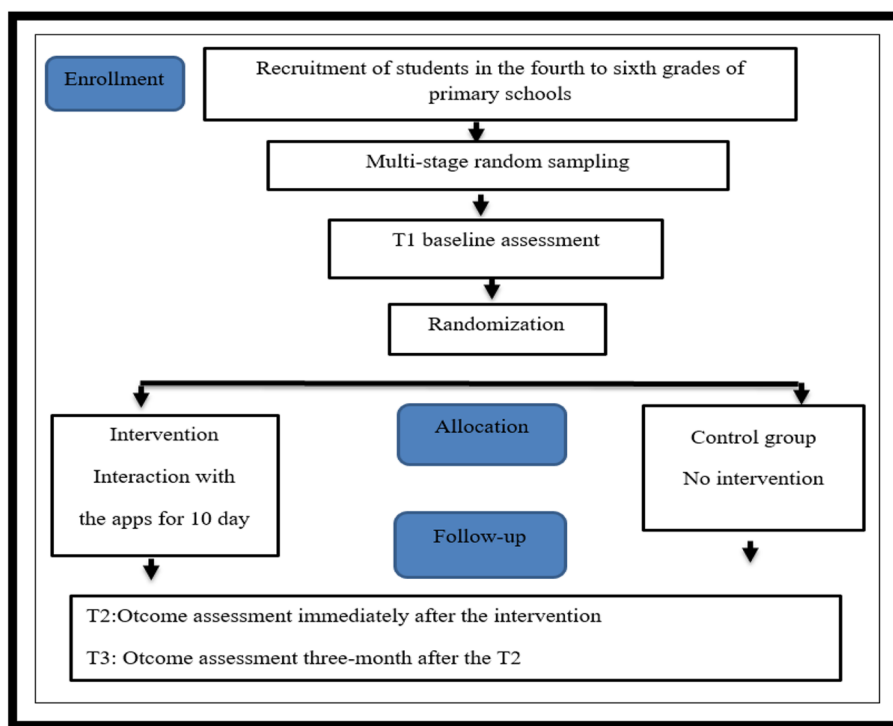 Enrollment
Recruitment of students in the fourth to sixth grades of
primary schools
Multi-stage random sampling
T1 baseline assessment
Randomization
Intervention
Interaction with
the apps for 10 day
Allocation
Control group
No intervention
Follow-up
T2:Otcome assessment immediately after the intervention
T3: Otcome assessment three-month after the T2